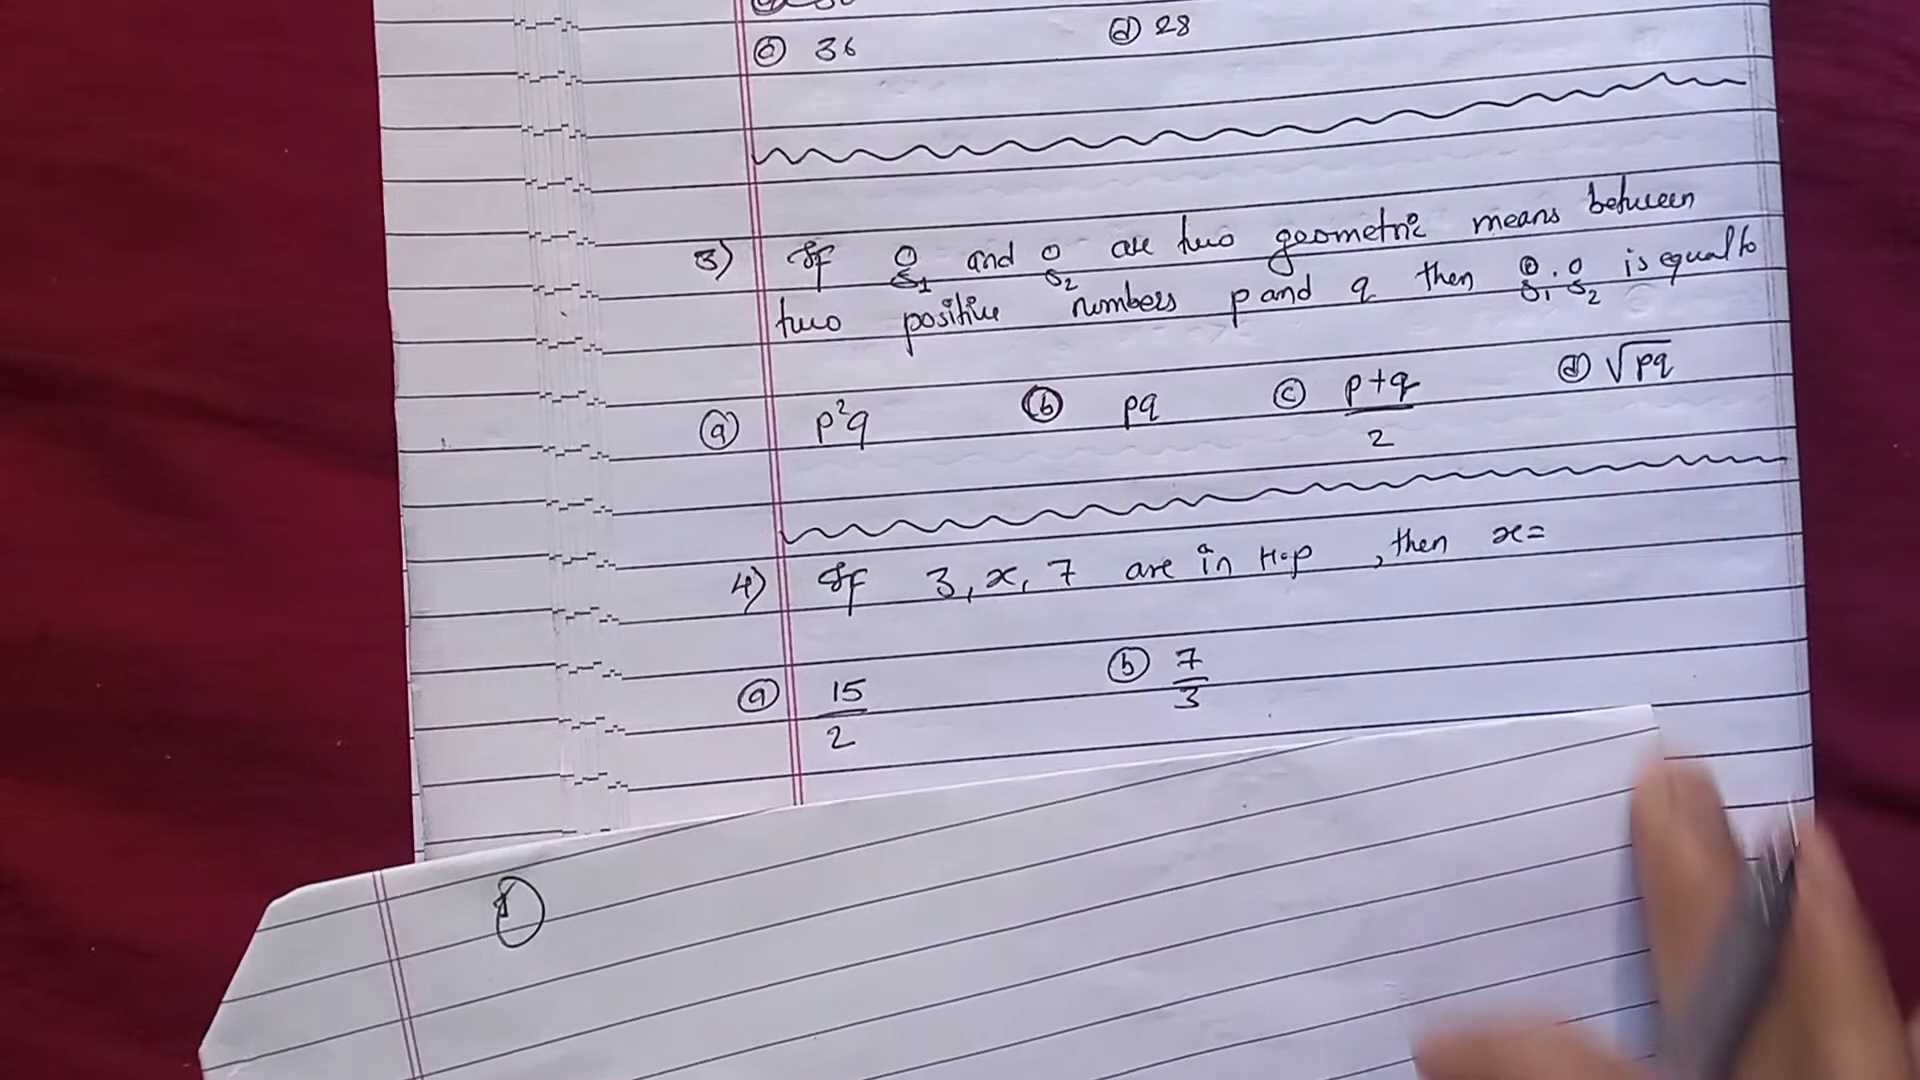 ⓒ 36 ⓓ 28
3) If g₁ and g₂ are two geometric means between
two positive numbers p and q then g₁.g₂ is equal to
ⓐ p²q ⓑ pq ⓒ p+q/2 ⓓ √pq
4) If 3, x, 7 are in H.p , then x=
ⓐ 15/2 ⓑ 7/3